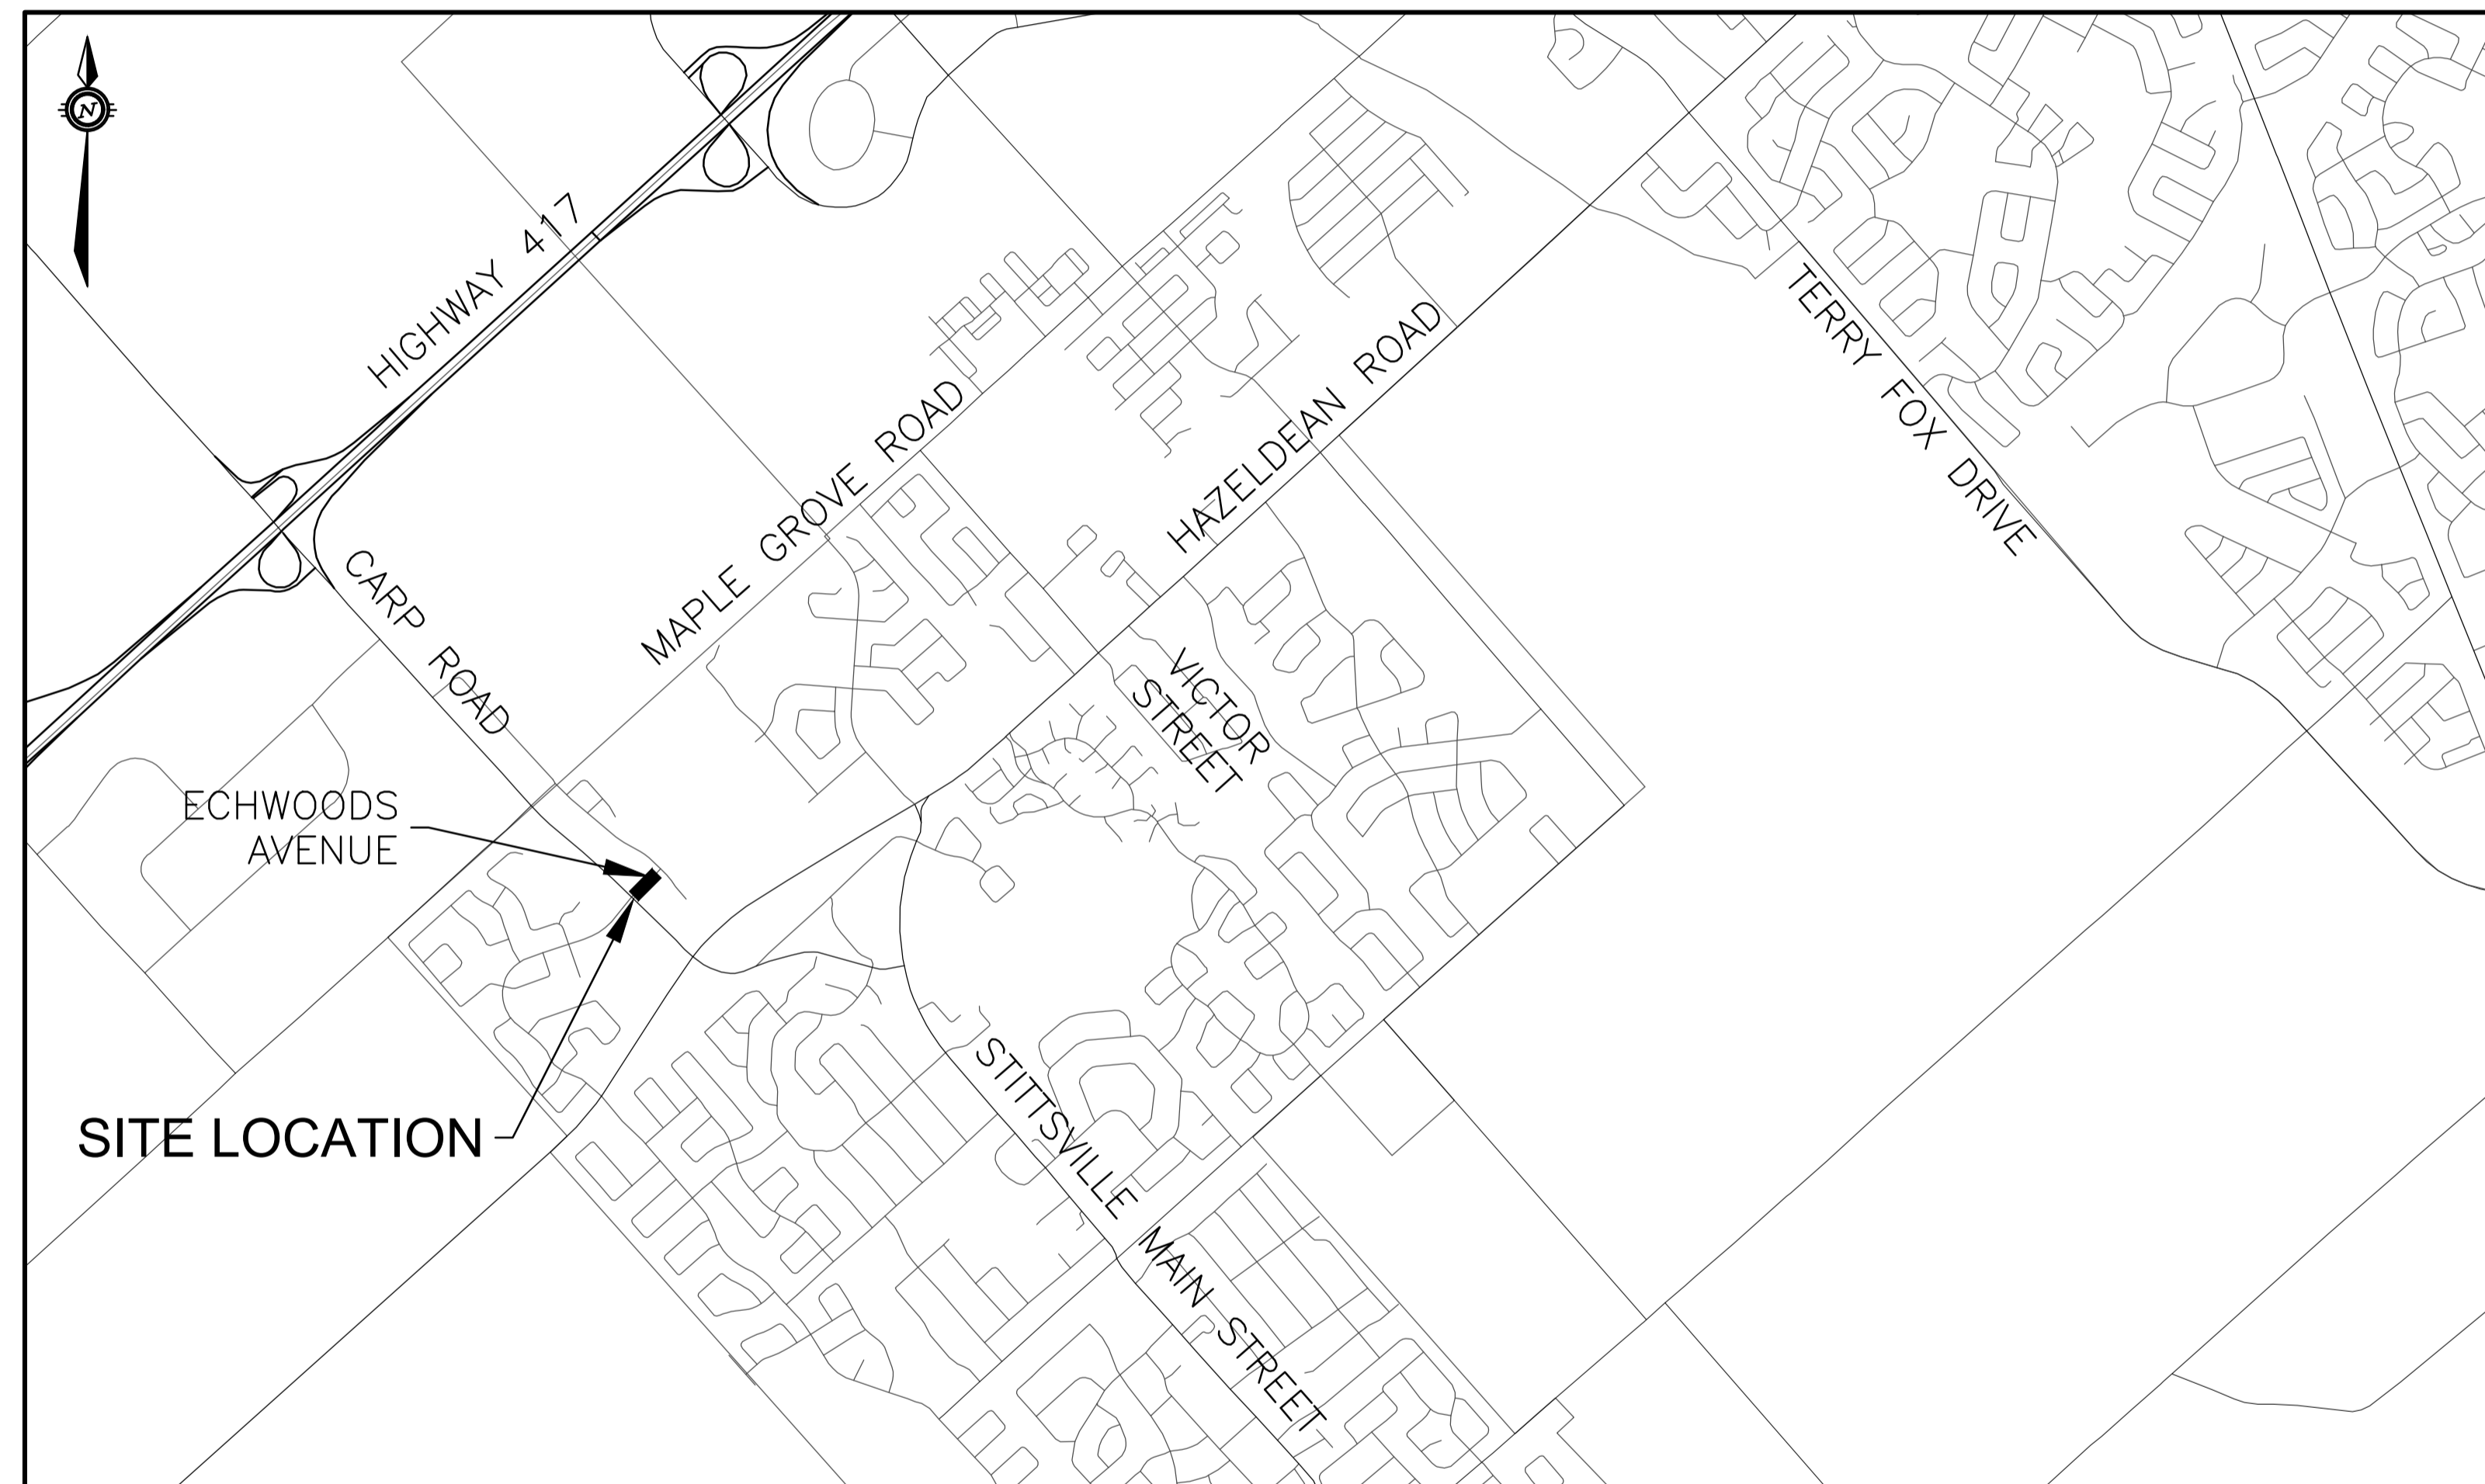 N
HIGHWAY 417
TERRY FOX DRIVE
HAZELDEAN ROAD
MAPLE GROVE ROAD
CARP ROAD
VICTOR
STREET
ECHWOODS
AVENUE
SITE LOCATION
STITTSVILLE MAIN STREET